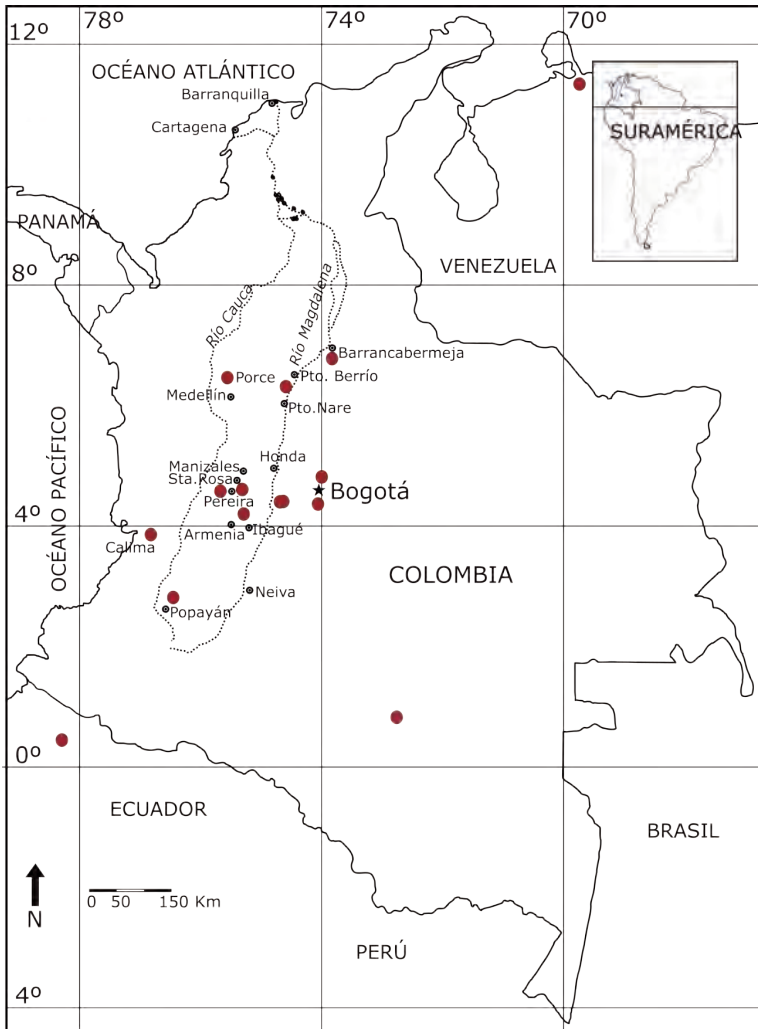 78º
74º
70º
12º
OCÉANO ATLÁNTICO
Barranquilla
Cartagena
SURAMÉRICA
PANAMÁ
VENEZUELA
8º
Río Cauca
Río Magdalena
Barrancabermeja
Porce
Pto. Berrío
Medellín
Pto.Nare
OCÉANO PACÍFICO
Honda
Manizales
Sta.Rosa
Pereira
Bogotá
4º
Armenia
Ibagué
Calima
COLOMBIA
Neiva
Popayán
0º
ECUADOR
BRASIL
N
0 50 150 Km
PERÚ
4º